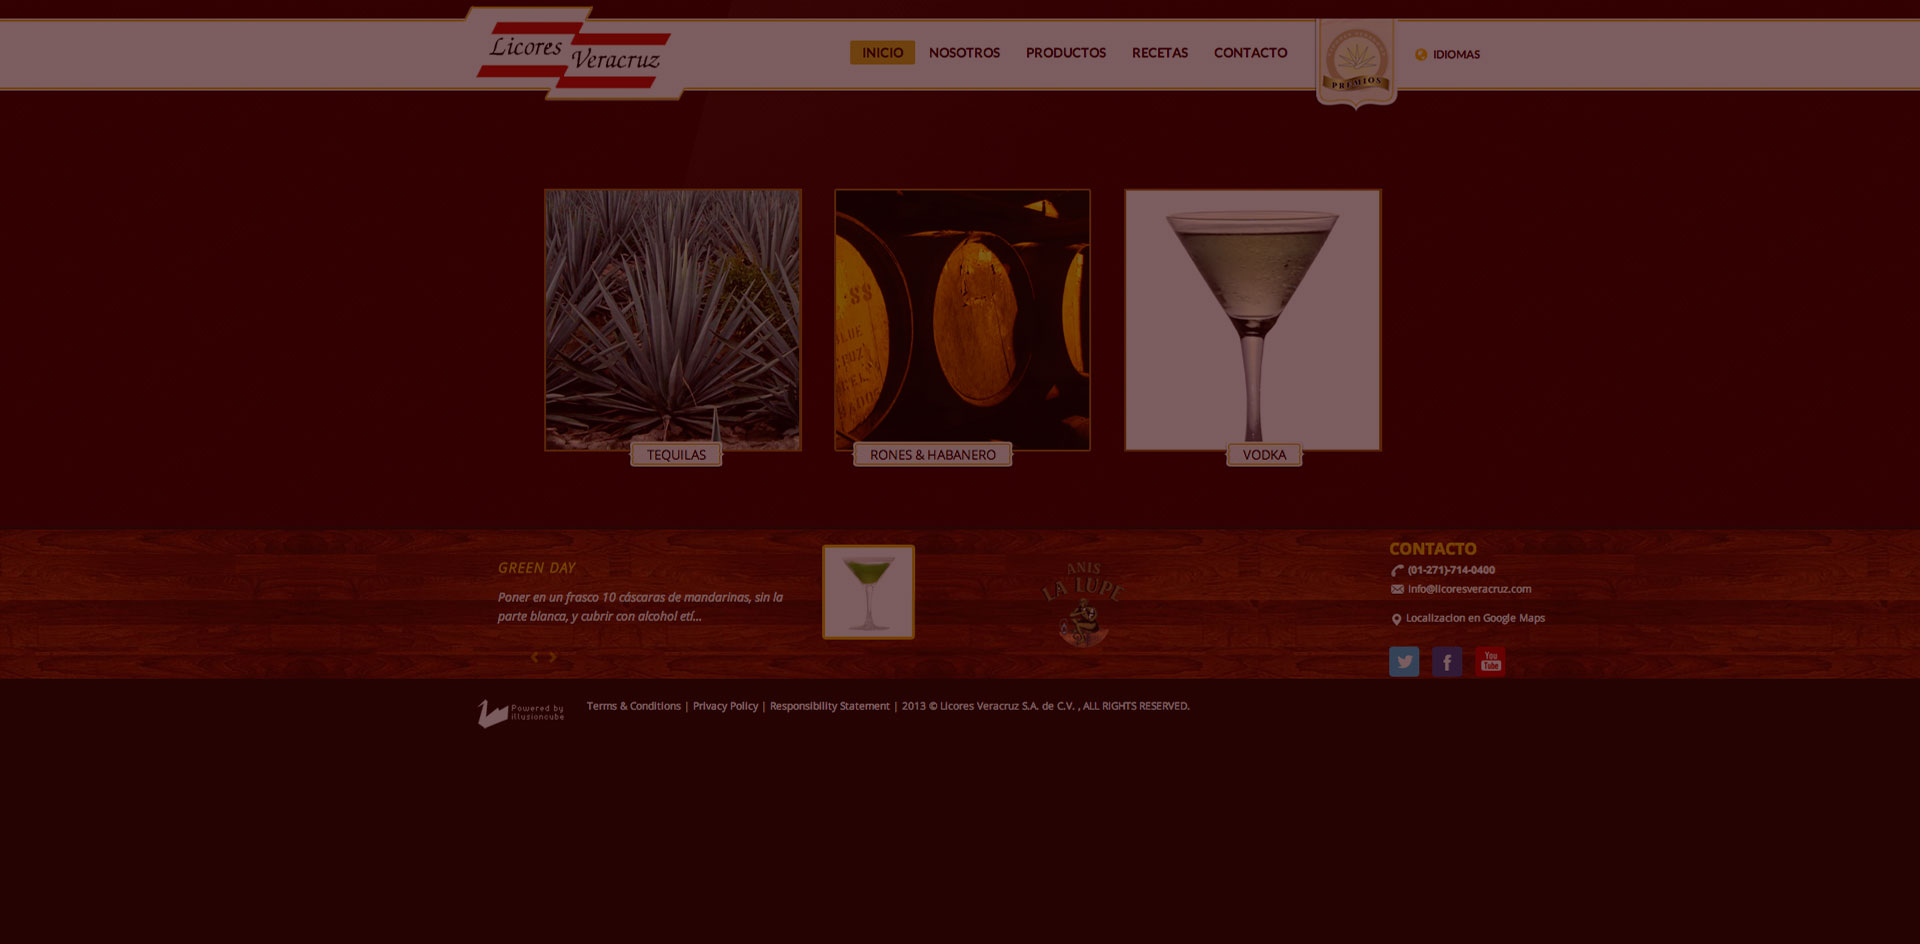 Licores
Veracruz
INICIO
NOSOTROS
PRODUCTOS
RECETAS
CONTACTO
PREMIOS
IDIOMAS
TEQUILAS
RONES & HABANERO
VODKA
GREEN DAY
Poner en un frasco 10 cáscaras de mandarinas, sin la
parte blanca, y cubrir con alcohol etí...
ANIS
LA LUPE
CONTACTO
(01-271)-714-0400
info@licoresveracruz.com
Localizacion en Google Maps
You
Tube
Powered by
illusioncube
Terms & Conditions | Privacy Policy | Responsibility Statement | 2013 © Licores Veracruz S.A. de C.V. , ALL RIGHTS RESERVED.